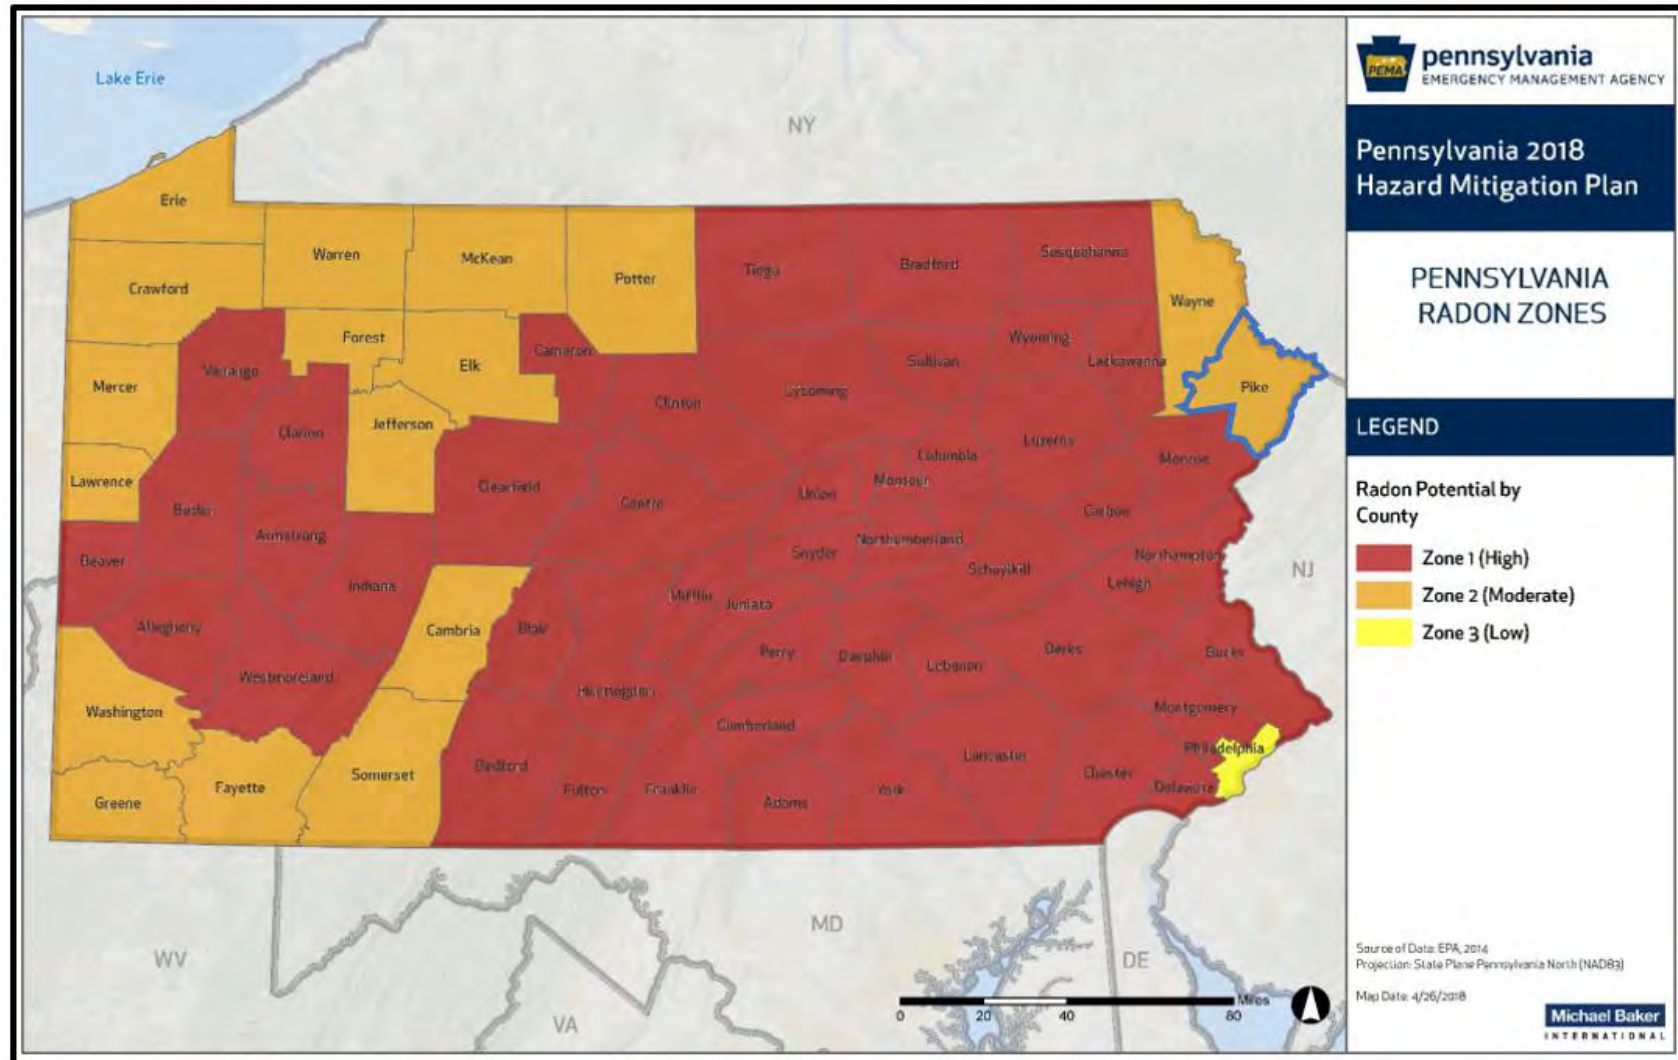 Lake Erie
NY
Erie
Warren
McKean
Potter
Tioga
Bradford
Susquehanna
Wayne
Crawford
Forest
Elk
Cameron
Wyoming
Lackawanna
Sullivan
Pike
Mercer
Venango
Clinton
Lycoming
Jefferson
Clarion
Luzerne
Columbia
Monroe
Lawrence
Clearfield
Montour
Union
Centre
Butler
Carbon
Armstrong
Northumberland
Snyder
Northampton
Beaver
Schuylkill
NJ
Indiana
Lehigh
Mifflin
Juniata
Allegheny
Cambria
Blair
Perry
Dauphin
Lebanon
Berks
Bucks
Westmoreland
Huntingdon
Washington
Montgomery
Cumberland
Philadelphia
Lancaster
Bedford
Somerset
Chester
Fayette
Fulton
Franklin
York
Delaware
Greene
Adams
MD
WV
DE
VA
Miles
0 20 40 80
PEMA
pennsylvania
EMERGENCY MANAGEMENT AGENCY
Pennsylvania 2018
Hazard Mitigation Plan
PENNSYLVANIA
RADON ZONES
LEGEND
Radon Potential by
County
Zone 1 (High)
Zone 2 (Moderate)
Zone 3 (Low)
Source of Data: EPA, 2014
Projection: State Plane Pennsylvania North (NAD83)
Map Date: 4/26/2018
Michael Baker
INTERNATIONAL